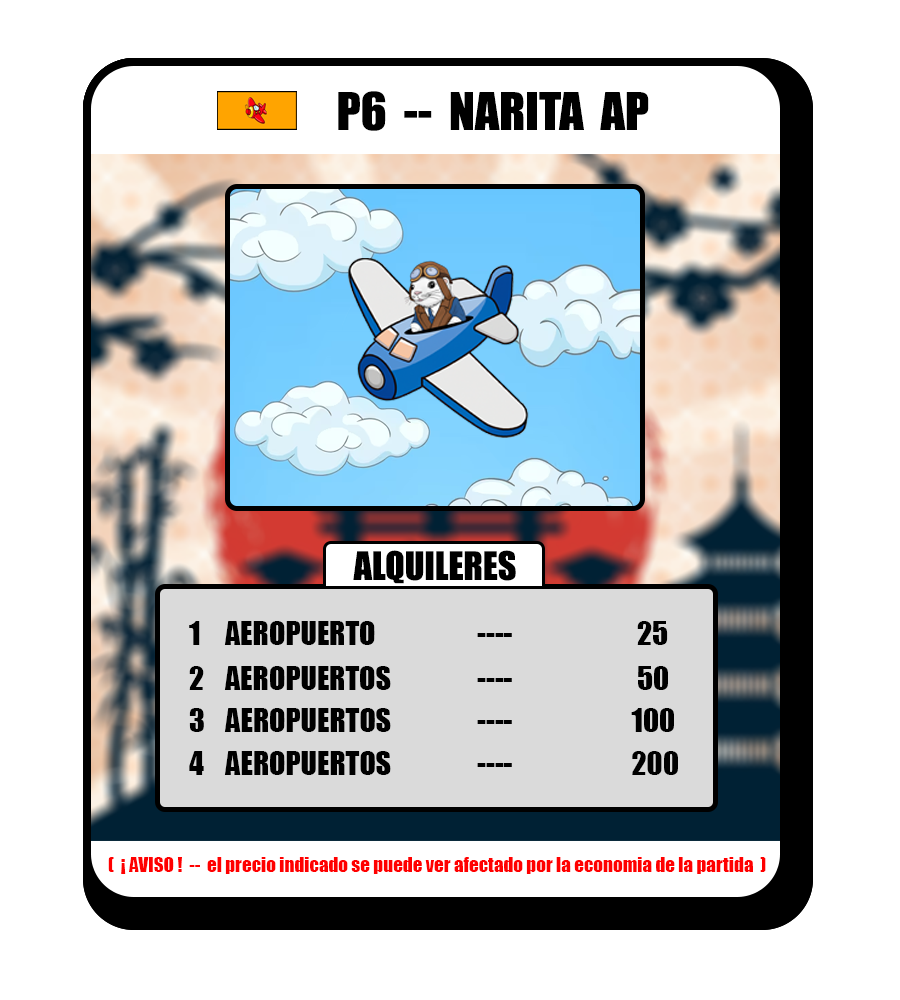 P6 -- NARITA AP
ALQUILERES
1 AEROPUERTO ---- 25
2 AEROPUERTOS ---- 50
3 AEROPUERTOS ---- 100
4 AEROPUERTOS ---- 200
( ¡ AVISO ! -- el precio indicado se puede ver afectado por la economia de la partida )